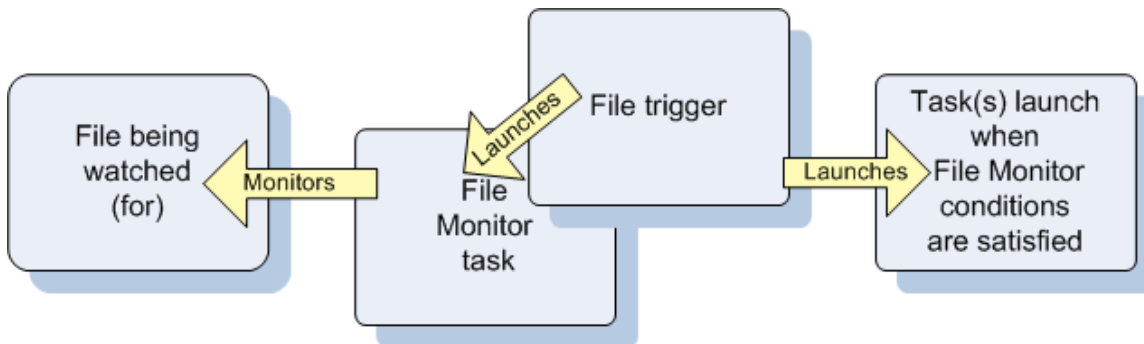 File being
watched
(for)
Monitors
File
Monitor
task
Launches
File trigger
Launches
Task(s) launch
when
File Monitor
conditions
are satisfied